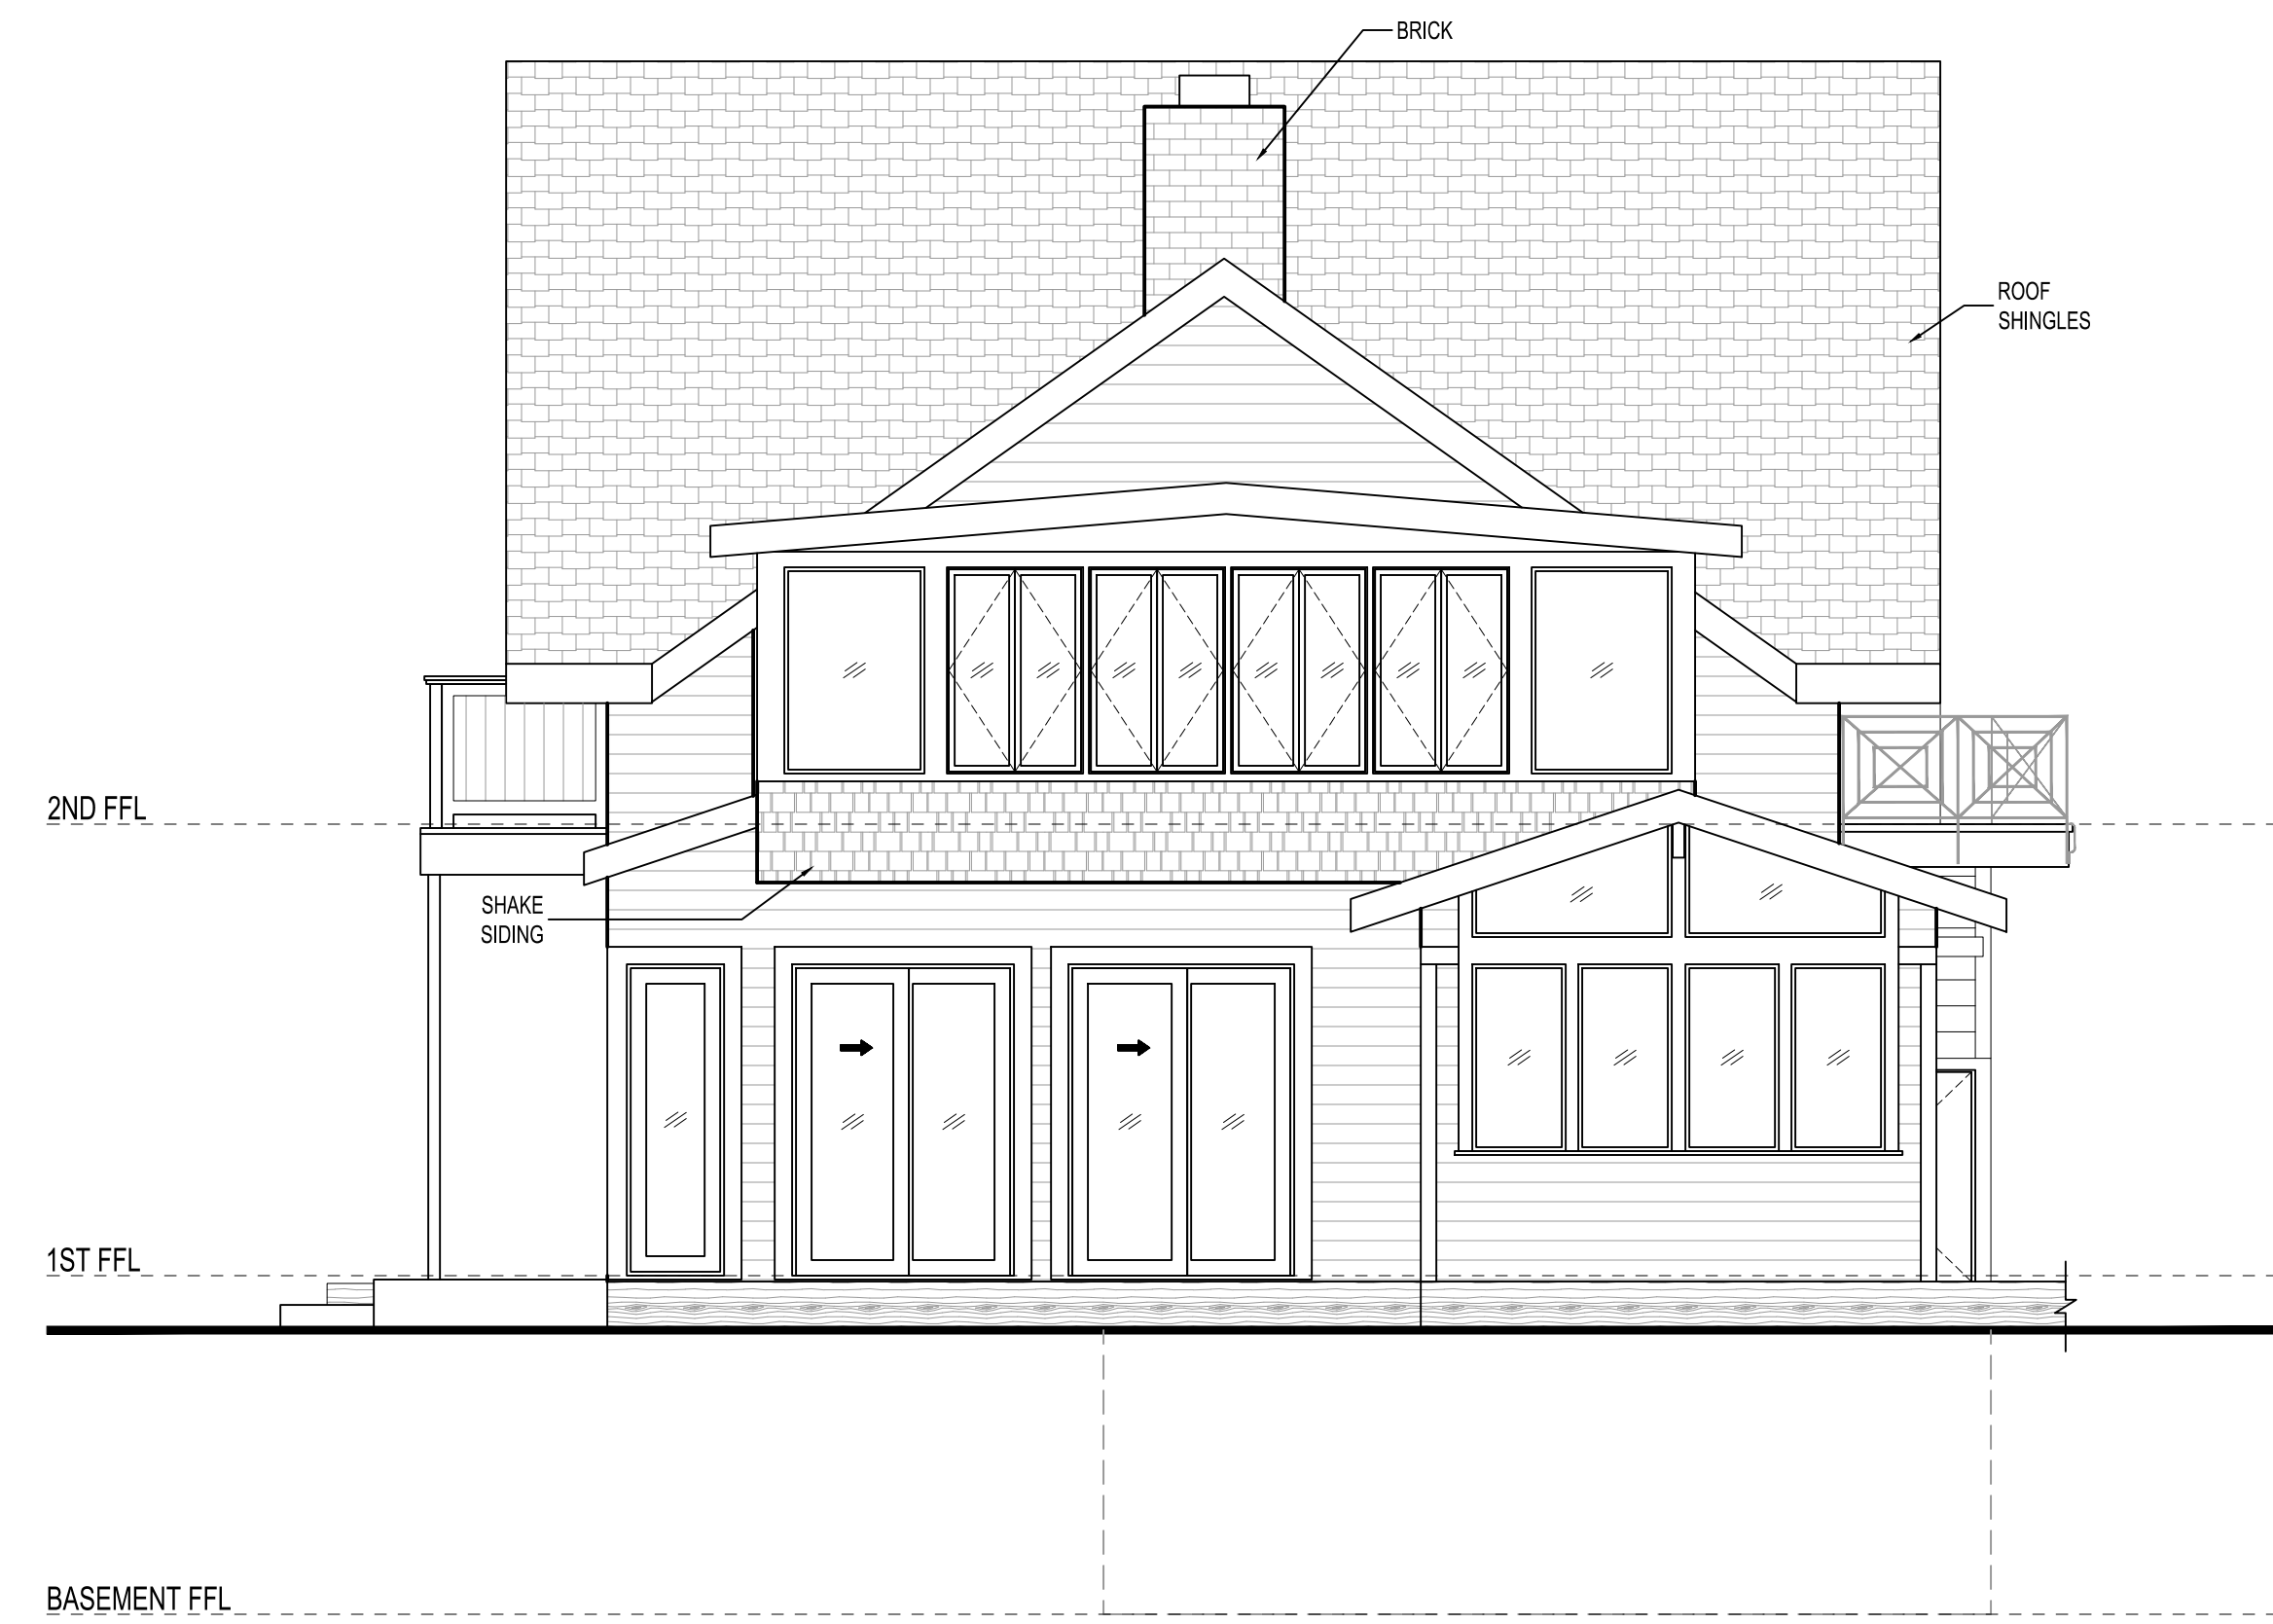 BRICK
ROOF
SHINGLES
2ND FFL
SHAKE
SIDING
1ST FFL
BASEMENT FFL